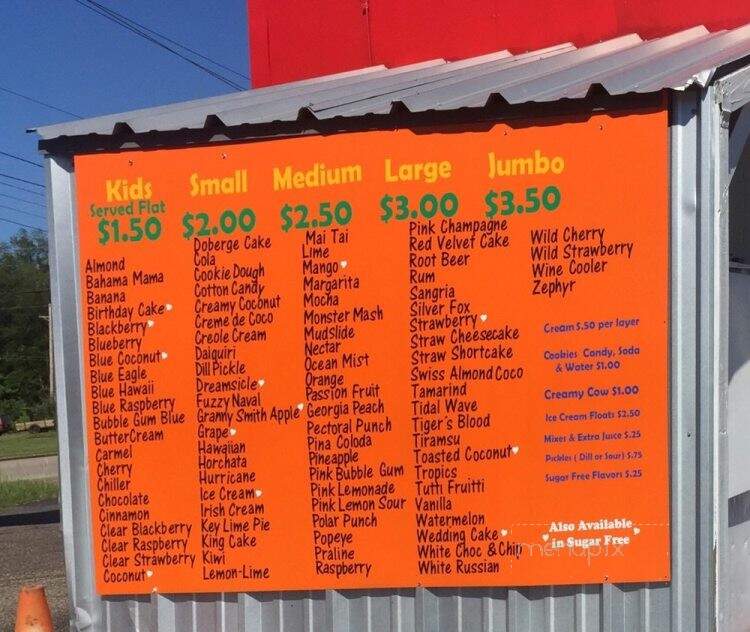 Kids
Served Flat
$1.50
Small
$2.00
Medium
$2.50
Large
$3.00
Jumbo
$3.50
Almond
Bahama Mama
Banana
Birthday Cake
Blackberry
Blueberry
Blue Coconut
Blue Eagle
Blue Hawaii
Blue Raspberry
Bubble Gum Blue
ButterCream
Carmel
Cherry
Chiller
Chocolate
Cinnamon
Clear Blackberry
Clear Raspberry
Clear Strawberry
Coconut
Doberge Cake
Cola
Cookie Dough
Cotton Candy
Creamy Coconut
Creme de Coco
Creole Cream
Daiquiri
Dill Pickle
Dreamsicle
Fuzzy Naval
Granny Smith Apple
Grape
Hawaiian
Horchata
Hurricane
Ice Cream
Irish Cream
Key Lime Pie
King Cake
Kiwi
Lemon-Lime
Mai Tai
Lime
Mango
Margarita
Mocha
Monster Mash
Mudslide
Nectar
Ocean Mist
Orange
Passion Fruit
Georgia Peach
Pectoral Punch
Pina Coloda
Pineapple
Pink Bubble Gum
Pink Lemonade
Pink Lemon Sour
Polar Punch
Popeye
Praline
Raspberry
Pink Champagne
Red Velvet Cake
Root Beer
Rum
Sangria
Silver Fox
Strawberry
Straw Cheesecake
Straw Shortcake
Swiss Almond Coco
Tamarind
Tidal Wave
Tiger's Blood
Tiramsu
Toasted Coconut
Tropics
Tutti Fruitti
Vanilla
Watermelon
Wedding Cake
White Choc & Chip
White Russian
Wild Cherry
Wild Strawberry
Wine Cooler
Zephyr
Cream $.50 per layer
Cookies Candy, Soda
& Water $1.00
Creamy Cow $1.00
Ice Cream Floats $2.50
Mixes & Extra Juice $.25
Pickles ( Dill or Sour) $.75
Sugar Free Flavors $.25
Also Available
in Sugar Free
menupix